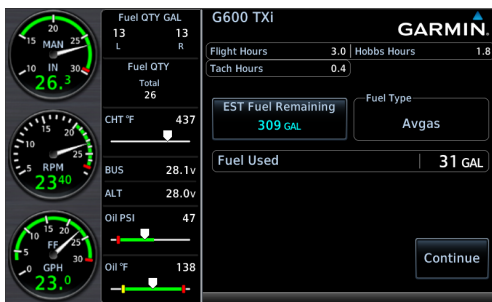 20
15
25
MAN
10
IN
30
26.3
15
20
10
25
5
RPM
2340
15
20
10
25
FF
5
30
0
GPH
23.0
Fuel QTY GAL
13 13
L R
Fuel QTY
Total
26
CHT °F 437
BUS 28.1v
ALT 28.0v
Oil PSI 47
Oil °F 138
G600 TXi
GARMIN
Flight Hours 3.0 Hobbs Hours 1.8
Tach Hours 0.4
EST Fuel Remaining
309 GAL
Fuel Type
Avgas
Fuel Used 31 GAL
Continue